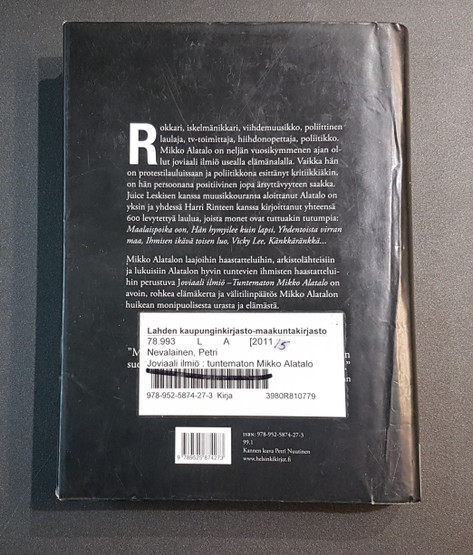 Rokkari, iskelmänikkari, viihdemuusikko, poliittinen
laulaja, tv-toimittaja, hiihdonopettaja, poliitikko,
Mikko Alatalo on neljän vuosikymmenen ajan ol-
lut joviaali ilmiö usealla elämänalalla. Vaikka hän
on protestilauluissaan ja poliitikkona esittänyt kritiikkiäkin,
on hän persoonana positiivinen jopa ärsyttävyyteen saakka.
Juice Leskisen kanssa muusikkouransa aloittanut Alatalo on
yksin ja yhdessä Harri Rinteen kanssa kirjoittanut yhteensä
600 levytettyä laulua, joista monet ovat tuttuakin tutumpia:
Maalaispoika oon, Hän hymyilee kuin lapsi, Yhdentoista virran
maa, Ihmisen ikävä toisen luo, Vicky Lee, Känkkäränkkä...
Mikko Alatalon laajoihin haastatteluihin, arkistolähteisiin
ja lukuisiin Alatalon hyvin tuntevien ihmisten haastattelui-
hin perustuva Joviaali ilmiö – Tuntematon Mikko Alatalo on
avoin, rohkea elämäkerta ja välitilinpäätös Mikko Alatalon
huikean monipuolisesta urasta ja elämästä.
Lahden kaupunginkirjasto-maakuntakirjasto
78.993 L A [2011 /5
Nevalainen, Petri
Joviaali ilmiö : tuntematon Mikko Alatalo
978-952-5874-27-3 Kirja 3980R810779
ISBN: 978-952-5874-27-3
99.1
Kannen kuva Petri Nuutinen
www.helsinkikirjat.fi
9 789525 874273